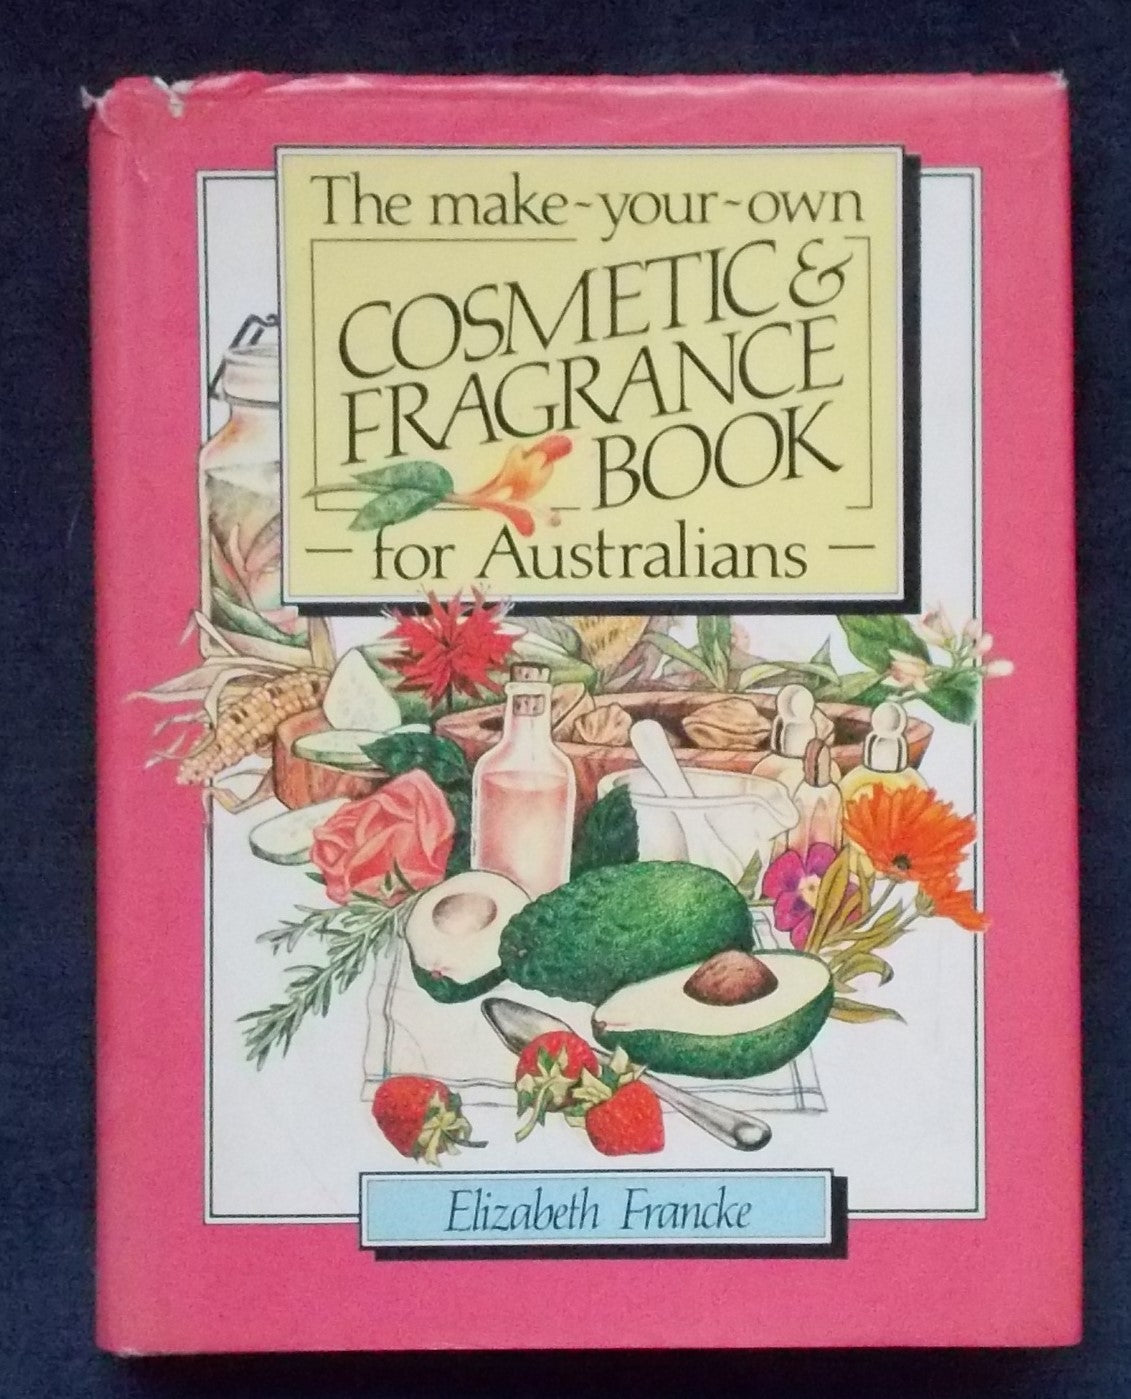 The make-your-own
COSMETIC &
FRAGRANCE
BOOK
– for Australians –
Elizabeth Francke